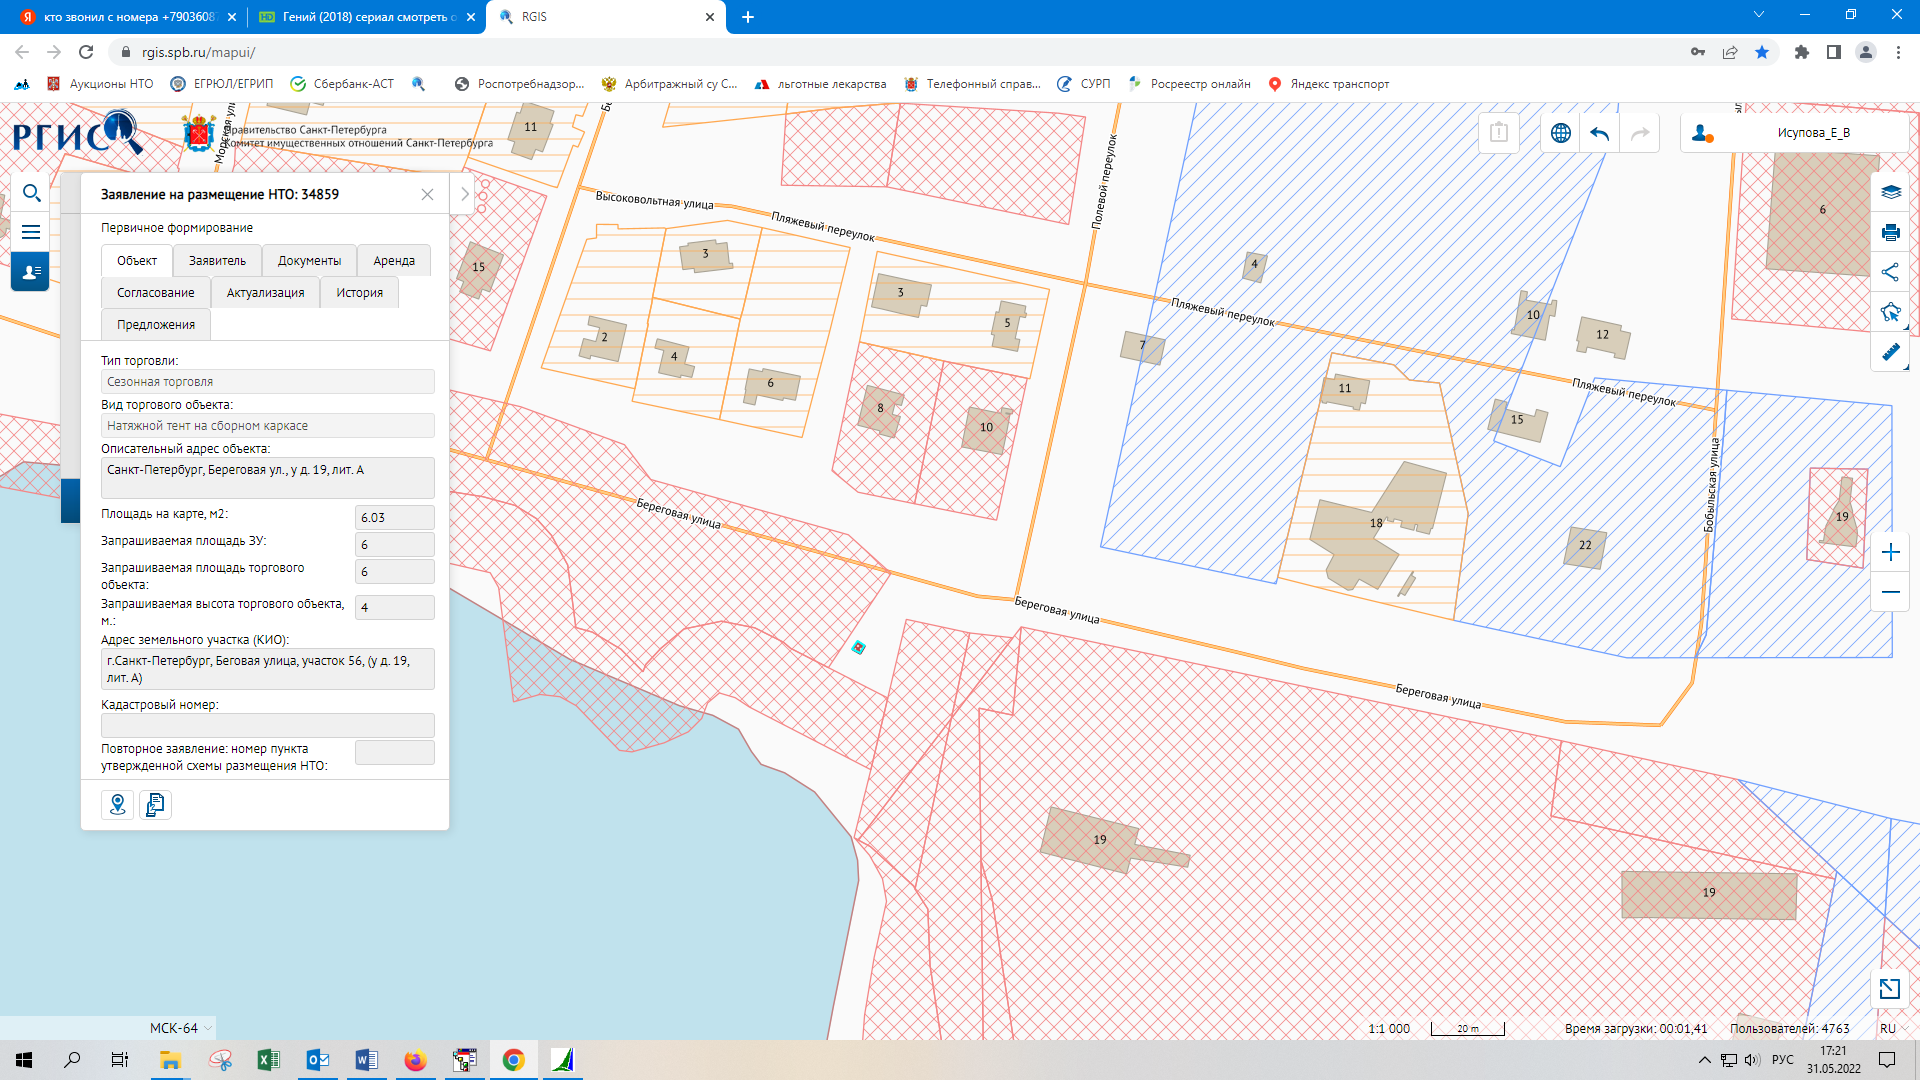 кто звонил с номера +7903608
Гений (2018) сериал смотреть о
RGIS
rgis.spb.ru/mapui/
Аукционы НТО
ЕГРЮЛ/ЕГРИП
Сбербанк-АСТ
Роспотребнадзор...
Арбитражный су С...
льготные лекарства
Телефонный справ...
СУРП
Росреестр онлайн
Яндекс транспорт
РГИС
Правительство Санкт-Петербурга
Комитет имущественных отношений Санкт-Петербурга
Исупова_Е_В
Заявление на размещение НТО: 34859
Первичное формирование
Объект
Заявитель
Документы
Аренда
Согласование
Актуализация
История
Предложения
Тип торговли:
Сезонная торговля
Вид торгового объекта:
Натяжной тент на сборном каркасе
Описательный адрес объекта:
Санкт-Петербург, Береговая ул., у д. 19, лит. А
Площадь на карте, м2:
6.03
Запрашиваемая площадь ЗУ:
6
Запрашиваемая площадь торгового
объекта:
6
Запрашиваемая высота торгового объекта,
м.:
4
Адрес земельного участка (КИО):
г.Санкт-Петербург, Беговая улица, участок 56, (у д. 19,
лит. А)
Кадастровый номер:
Повторное заявление: номер пункта
утвержденной схемы размещения НТО:
11
6
Высоковольтная улица
Пляжевый переулок
Полевой переулок
15
3
3
5
2
4
6
8
10
4
7
Пляжевый переулок
10
12
11
15
Пляжевый переулок
Бобыльская улица
18
22
19
Береговая улица
Береговая улица
Береговая улица
19
19
МСК-64
1:1 000
20 m
Время загрузки: 00:01,41
Пользователей: 4763
RU
РУС
17:21
31.05.2022